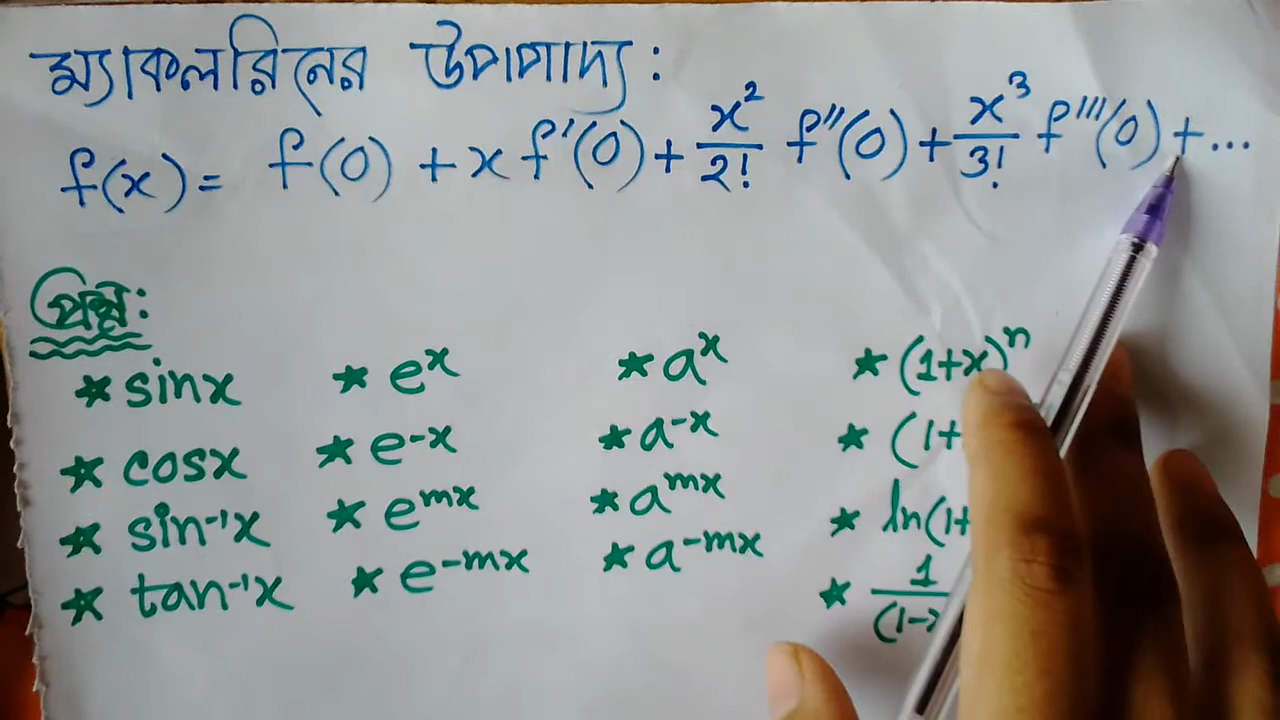 ম্যাকলরিনের উপপাদ্য :
f(x) = f(0) + x f'(0) + x²/2! f''(0) + x³/3! f'''(0) + ...
প্রশ্ন :
* sinx * eˣ * aˣ * (1+x)ⁿ
* cosx * e⁻ˣ * a⁻ˣ * (1+
* sin⁻¹x * eᵐˣ * aᵐˣ * ln(1+
* tan⁻¹x * e⁻ᵐˣ * a⁻ᵐˣ * 1/(1-x